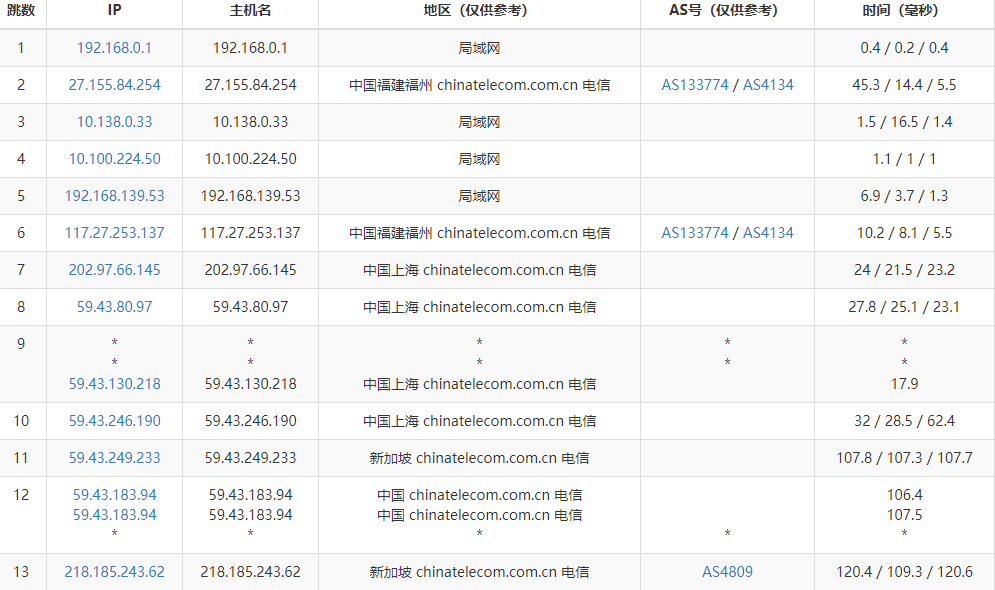 跳数 IP 主机名 地区（仅供参考） AS号（仅供参考） 时间（毫秒）
1 192.168.0.1 192.168.0.1 局域网 0.4 / 0.2 / 0.4
2 27.155.84.254 27.155.84.254 中国福建福州 chinatelecom.com.cn 电信 AS133774 / AS4134 45.3 / 14.4 / 5.5
3 10.138.0.33 10.138.0.33 局域网 1.5 / 16.5 / 1.4
4 10.100.224.50 10.100.224.50 局域网 1.1 / 1 / 1
5 192.168.139.53 192.168.139.53 局域网 6.9 / 3.7 / 1.3
6 117.27.253.137 117.27.253.137 中国福建福州 chinatelecom.com.cn 电信 AS133774 / AS4134 10.2 / 8.1 / 5.5
7 202.97.66.145 202.97.66.145 中国上海 chinatelecom.com.cn 电信 24 / 21.5 / 23.2
8 59.43.80.97 59.43.80.97 中国上海 chinatelecom.com.cn 电信 27.8 / 25.1 / 23.1
9 * * * * *
* * * * *
59.43.130.218 59.43.130.218 中国上海 chinatelecom.com.cn 电信 17.9
10 59.43.246.190 59.43.246.190 中国上海 chinatelecom.com.cn 电信 32 / 28.5 / 62.4
11 59.43.249.233 59.43.249.233 新加坡 chinatelecom.com.cn 电信 107.8 / 107.3 / 107.7
12 59.43.183.94 59.43.183.94 中国 chinatelecom.com.cn 电信 106.4
59.43.183.94 59.43.183.94 中国 chinatelecom.com.cn 电信 107.5
* * * * *
13 218.185.243.62 218.185.243.62 新加坡 chinatelecom.com.cn 电信 AS4809 120.4 / 109.3 / 120.6